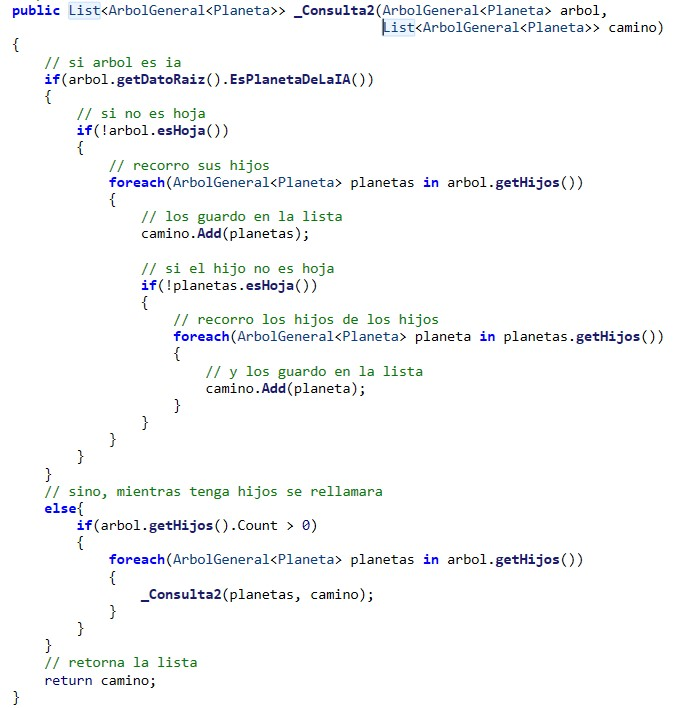 public List<ArbolGeneral<Planeta>> _Consulta2(ArbolGeneral<Planeta> arbol,
                                              List<ArbolGeneral<Planeta>> camino)
{
    // si arbol es ia
    if(arbol.getDatoRaiz().EsPlanetaDeLaIA())
    {
        // si no es hoja
        if(!arbol.esHoja())
        {
            // recorro sus hijos
            foreach(ArbolGeneral<Planeta> planetas in arbol.getHijos())
            {
                // los guardo en la lista
                camino.Add(planetas);

                // si el hijo no es hoja
                if(!planetas.esHoja())
                {
                    // recorro los hijos de los hijos
                    foreach(ArbolGeneral<Planeta> planeta in planetas.getHijos())
                    {
                        // y los guardo en la lista
                        camino.Add(planeta);
                    }
                }
            }
        }
    }
    // sino, mientras tenga hijos se rellamara
    else{
        if(arbol.getHijos().Count > 0)
        {
            foreach(ArbolGeneral<Planeta> planetas in arbol.getHijos())
            {
                _Consulta2(planetas, camino);
            }
        }
    }
    // retorna la lista
    return camino;
}